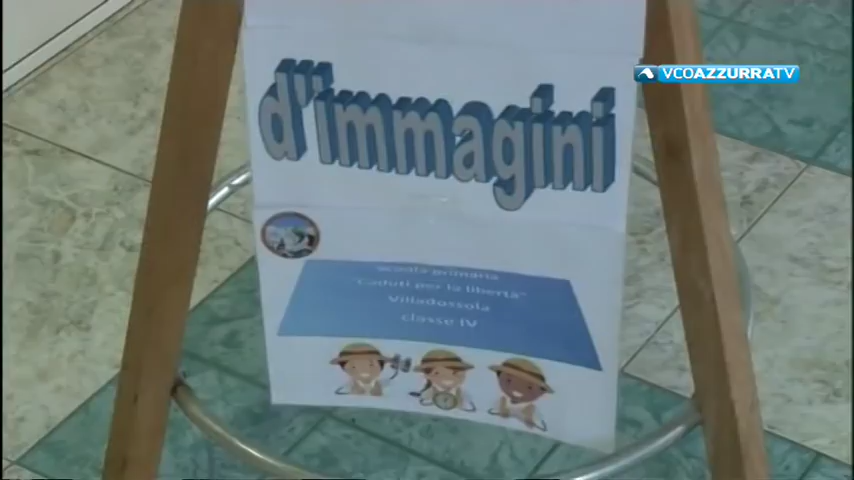 VCOAZZURRATV
d'immagini
scuola primaria
"Caduti per la libertà"
Villadossola
classe IV